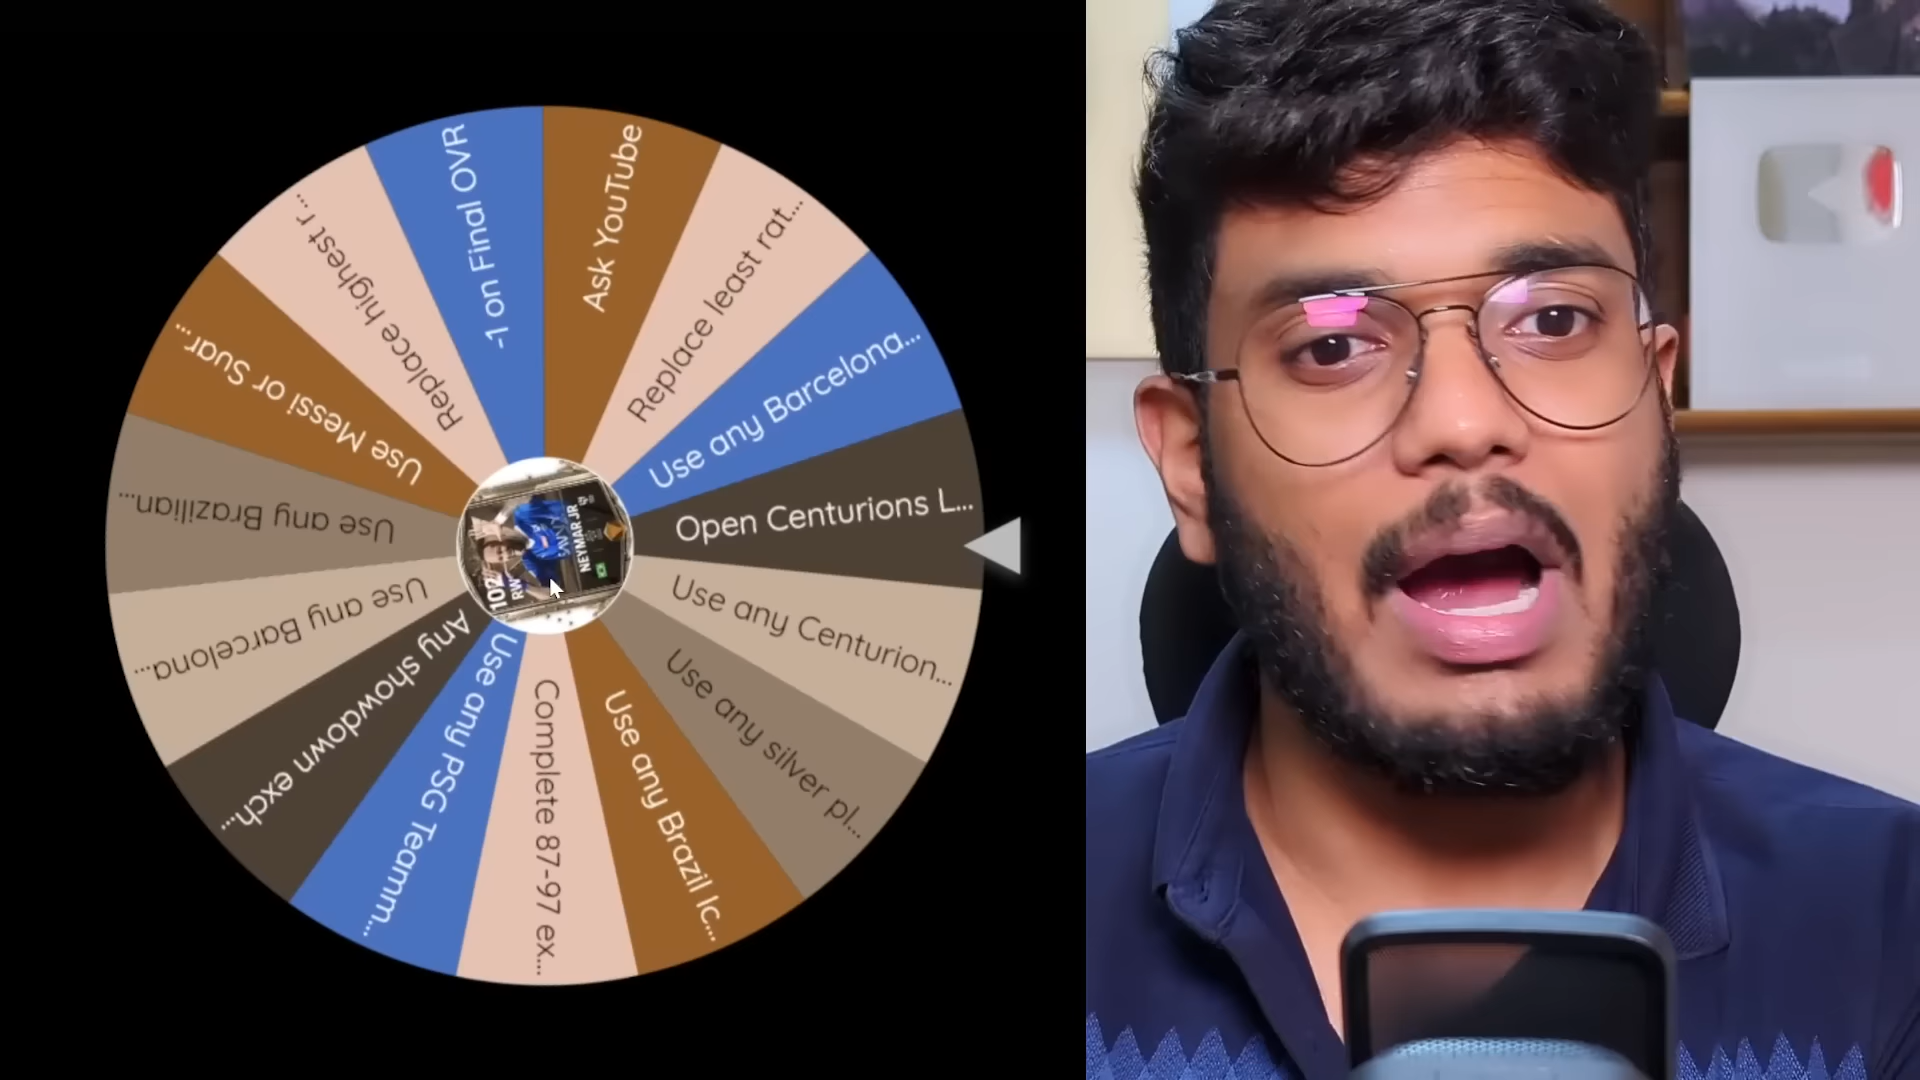 -1 on Final OVR
Ask YouTube
Replace least rat...
Use any Barcelona...
Open Centurions L...
Use any Centurion...
Use any silver pl...
Use any Brazil Ic...
Complete 87-97 ex...
Use any PSG Teamm...
Any showdown exch...
Use any Barcelona...
Use any Brazilian...
Use Messi or Suar...
Replace highest r...
102
RW
NEYMAR JR